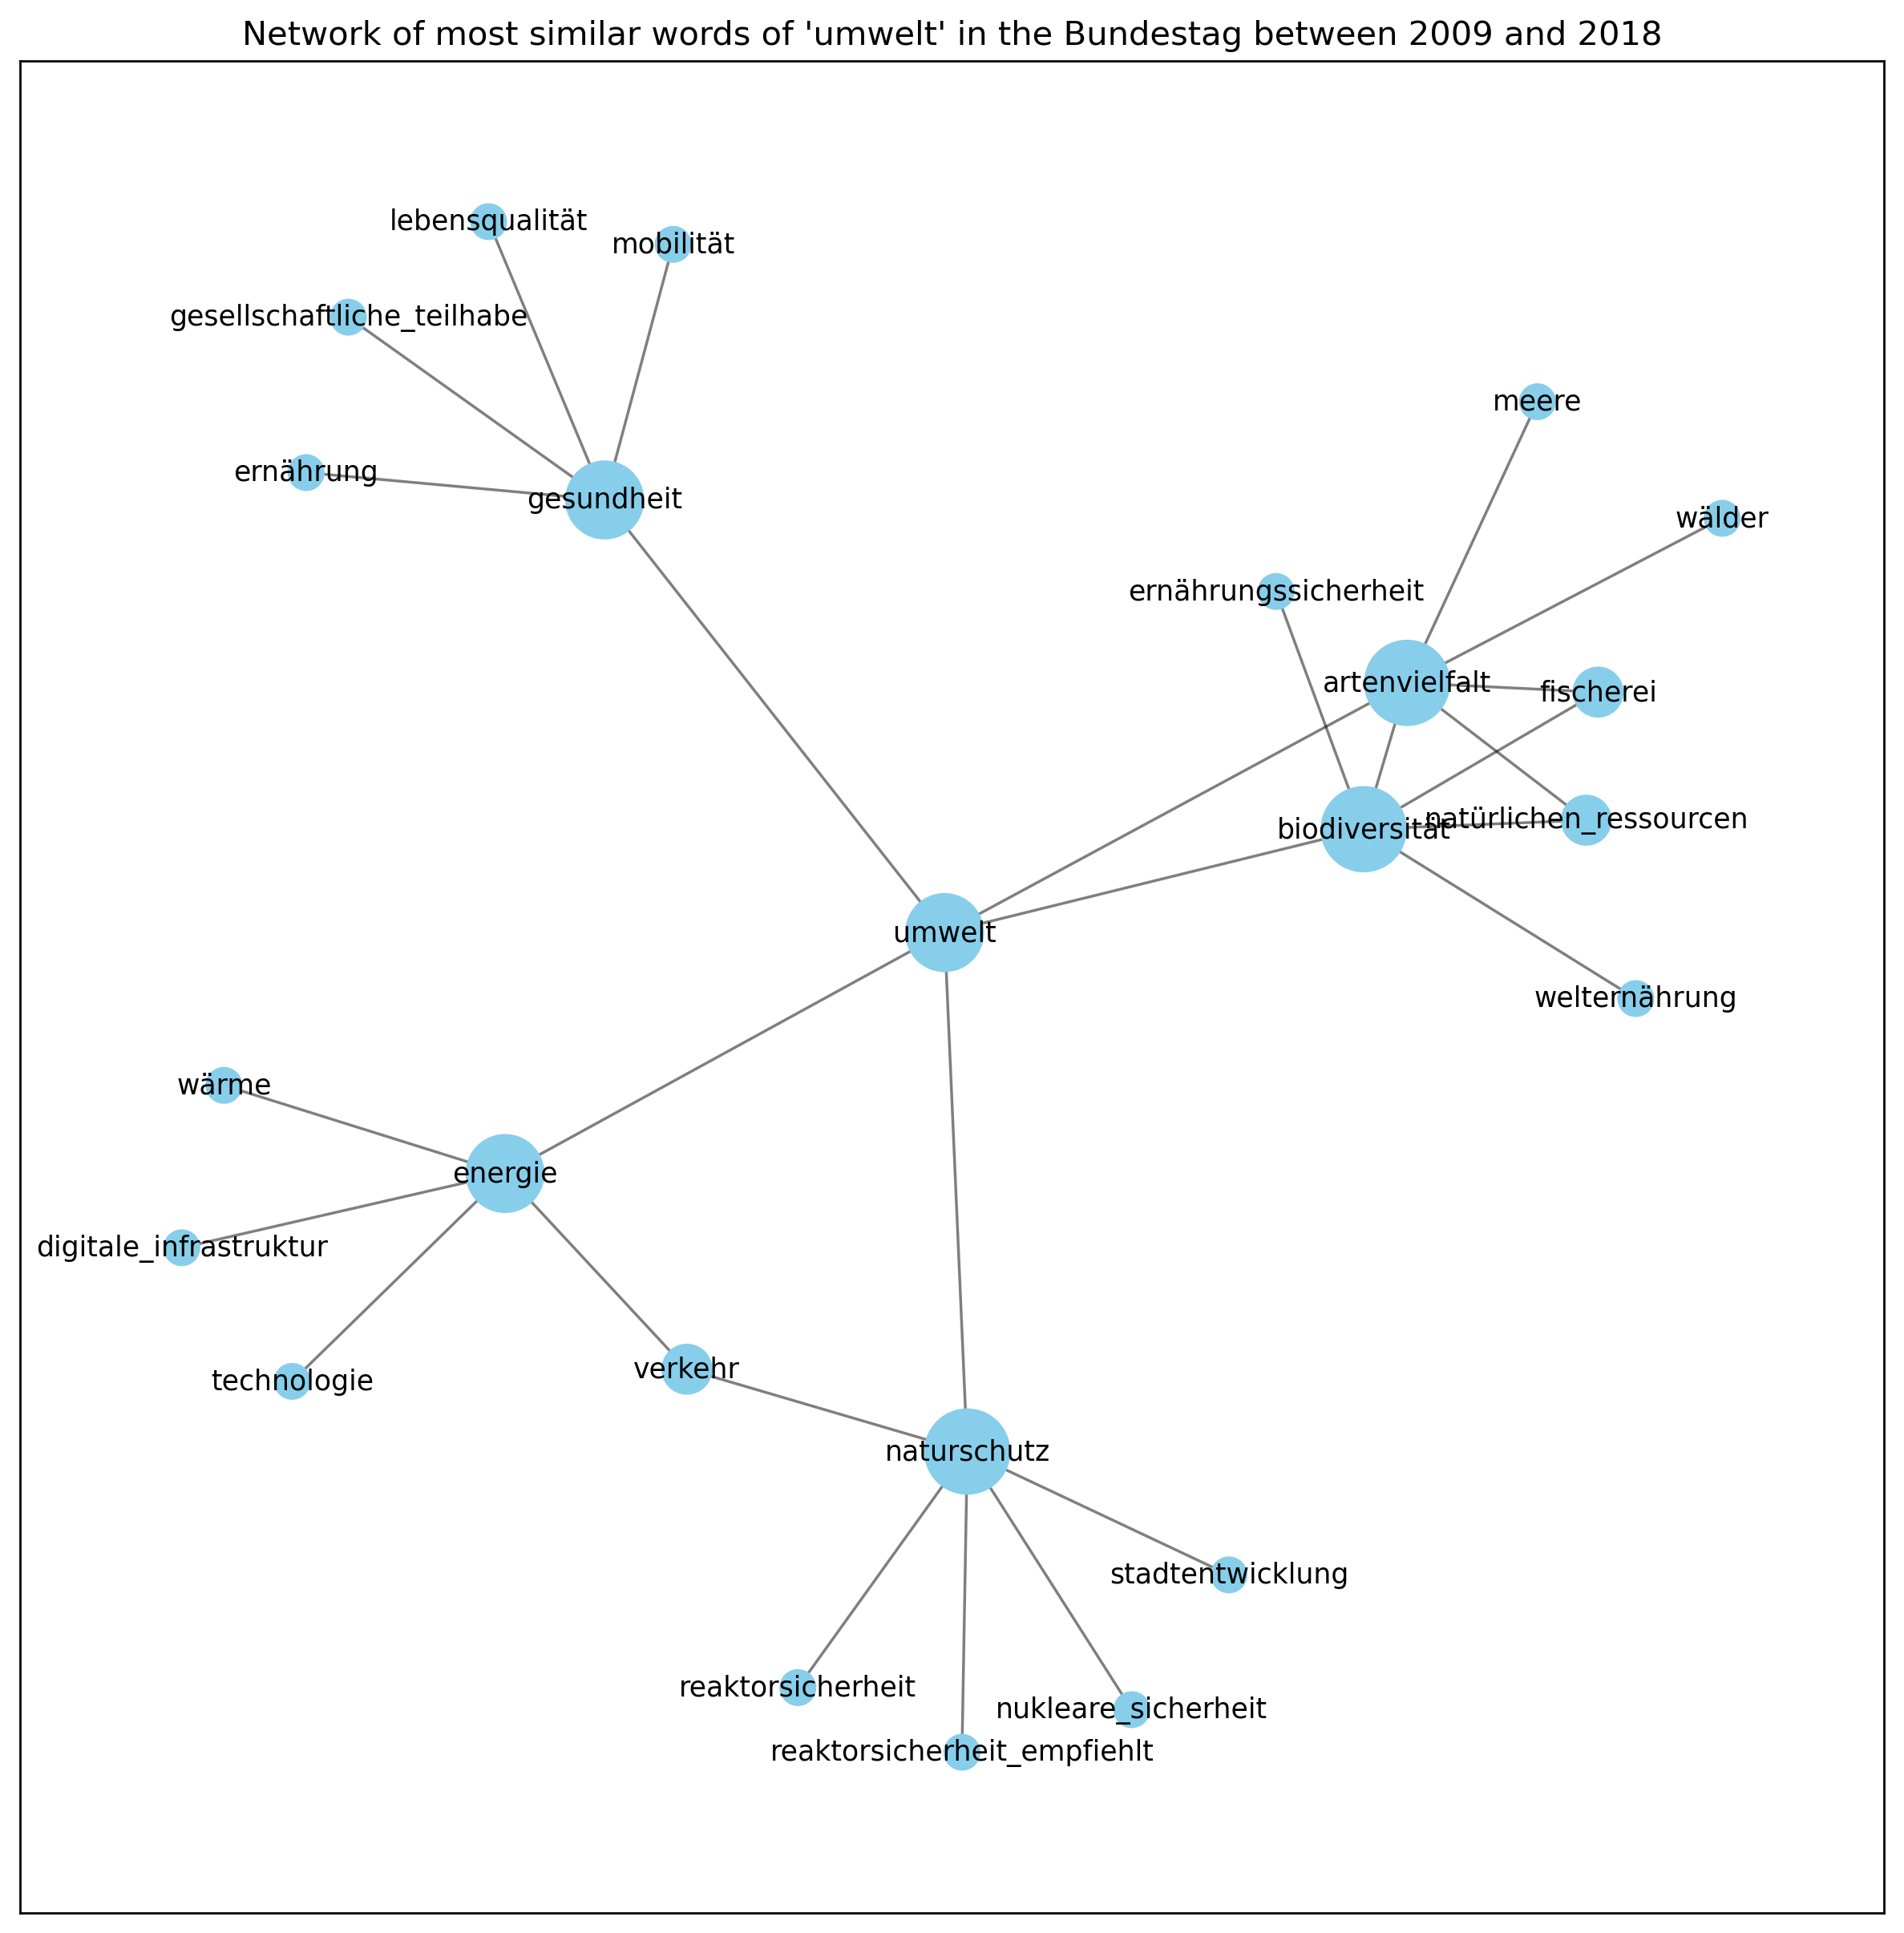 Network of most similar words of 'umwelt' in the Bundestag between 2009 and 2018
lebensqualität
mobilität
gesellschaftliche_teilhabe
meere
ernährung
gesundheit
wälder
ernährungssicherheit
artenvielfalt
fischerei
natürlichen_ressourcen
biodiversität
umwelt
welternährung
wärme
energie
digitale_infrastruktur
verkehr
technologie
naturschutz
stadtentwicklung
reaktorsicherheit
nukleare_sicherheit
reaktorsicherheit_empfiehlt